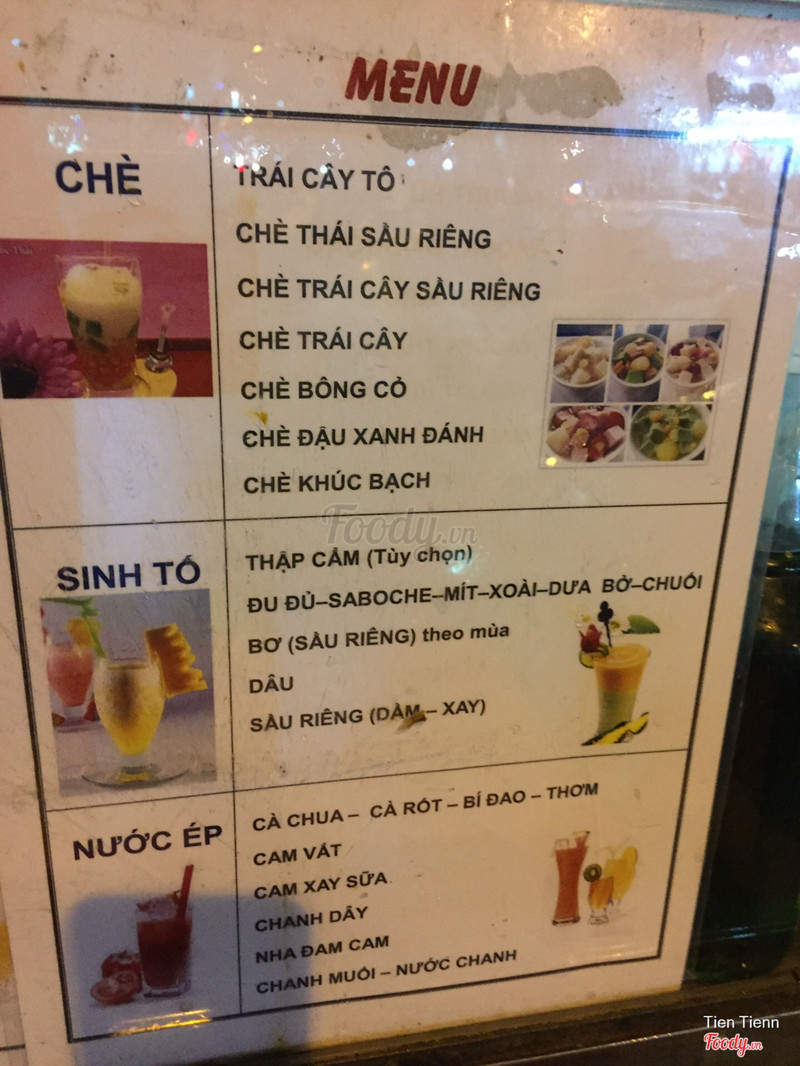 MENU
CHÈ
TRÁI CÂY TÔ
CHÈ THÁI SẦU RIÊNG
CHÈ TRÁI CÂY SẦU RIÊNG
CHÈ TRÁI CÂY
CHÈ BÔNG CỎ
CHÈ ĐẬU XANH ĐÁNH
CHÈ KHÚC BẠCH
Foody.vn
SINH TỐ
THẬP CẨM (Tùy chọn)
ĐU ĐỦ–SABOCHE–MÍT–XOÀI–DƯA BỞ–CHUỐI
BƠ (SẦU RIÊNG) theo mùa
DÂU
SẦU RIÊNG (DẦM – XAY)
NƯỚC ÉP
CÀ CHUA – CÀ RỐT – BÍ ĐAO – THƠM
CAM VẮT
CAM XAY SỮA
CHANH DÂY
NHA ĐAM CAM
CHANH MUỐI – NƯỚC CHANH
Tien Tienn
Foody.vn